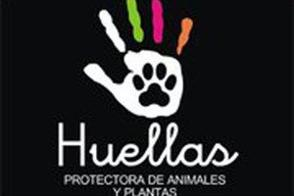 Huellas
PROTECTORA DE ANIMALES
Y PLANTAS